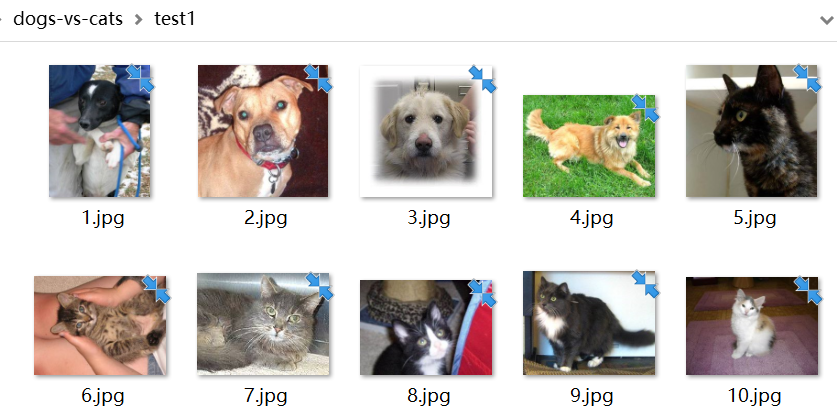 dogs-vs-cats > test1
1.jpg 2.jpg 3.jpg 4.jpg 5.jpg
6.jpg 7.jpg 8.jpg 9.jpg 10.jpg